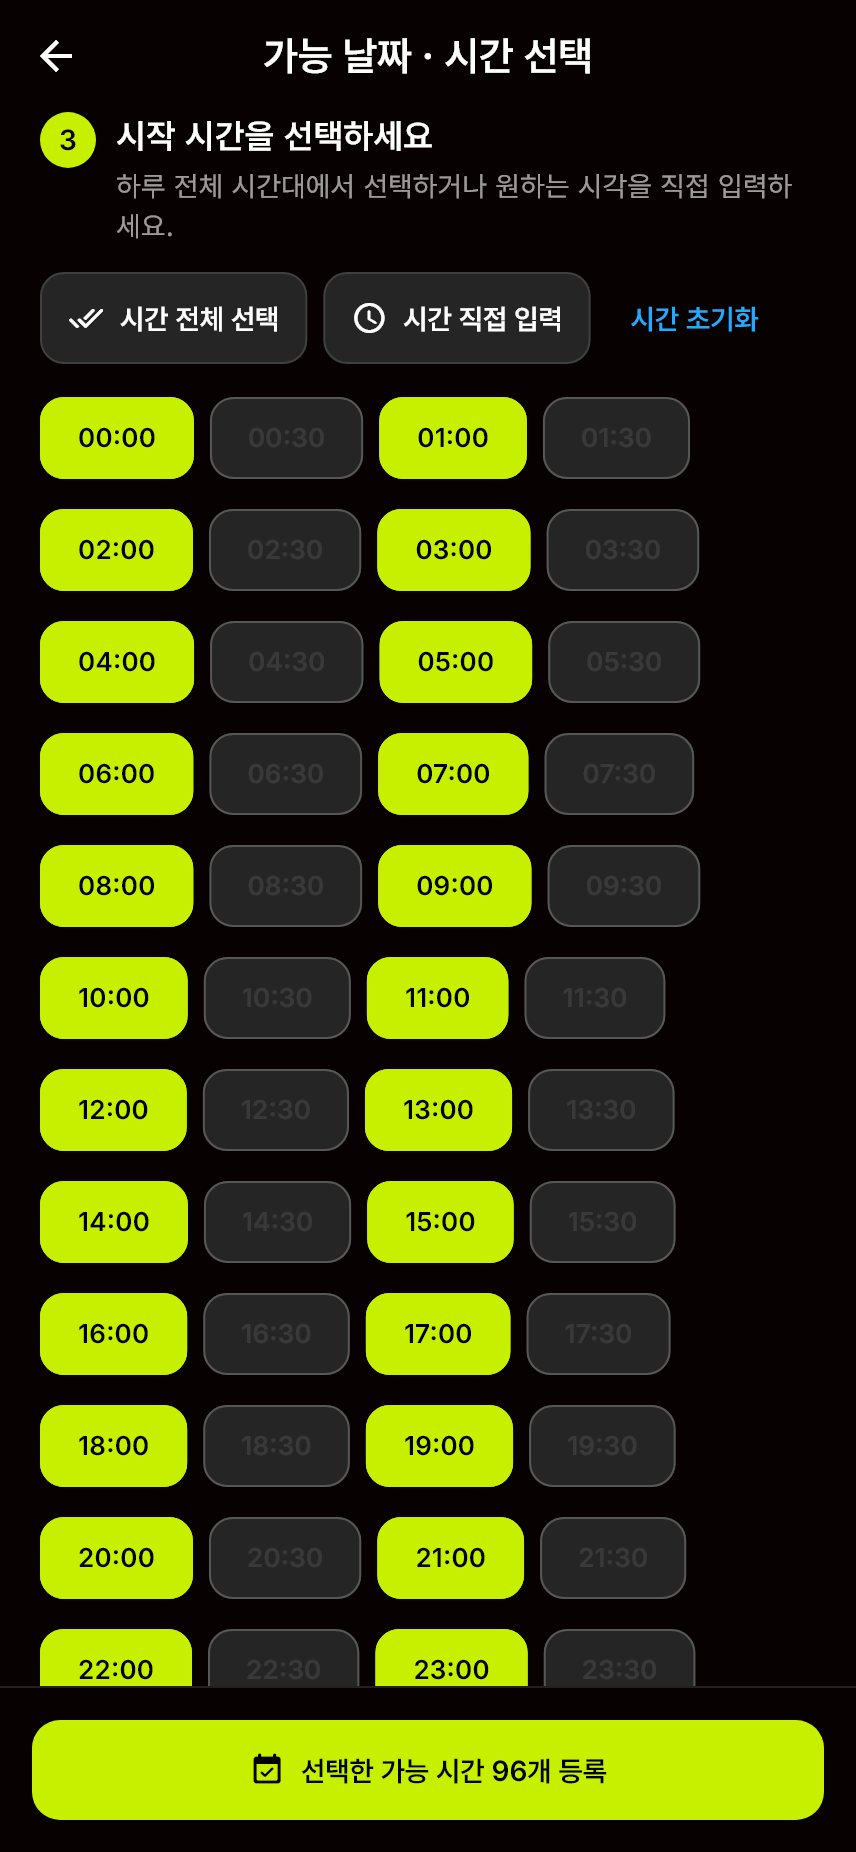 가능 날짜 · 시간 선택
3 시작 시간을 선택하세요
하루 전체 시간대에서 선택하거나 원하는 시각을 직접 입력하
세요.
시간 전체 선택 시간 직접 입력 시간 초기화
00:00 00:30 01:00 01:30
02:00 02:30 03:00 03:30
04:00 04:30 05:00 05:30
06:00 06:30 07:00 07:30
08:00 08:30 09:00 09:30
10:00 10:30 11:00 11:30
12:00 12:30 13:00 13:30
14:00 14:30 15:00 15:30
16:00 16:30 17:00 17:30
18:00 18:30 19:00 19:30
20:00 20:30 21:00 21:30
22:00 22:30 23:00 23:30
선택한 가능 시간 96개 등록